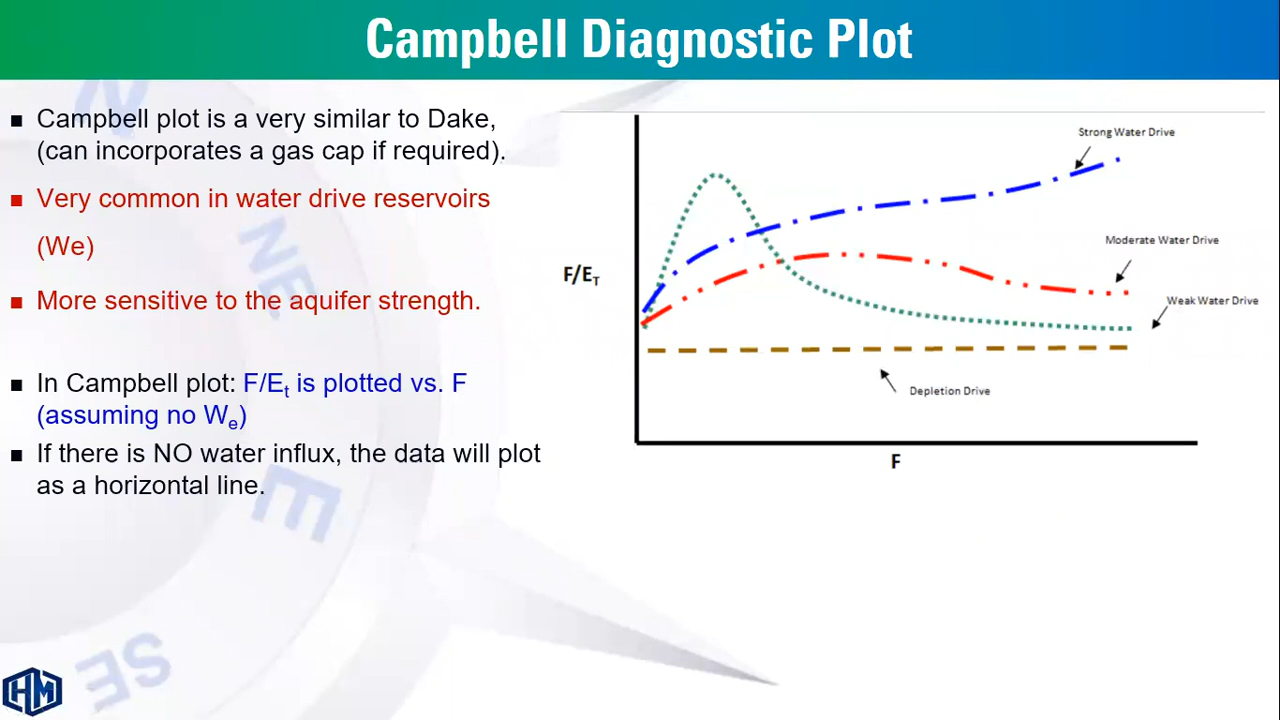 Campbell Diagnostic Plot
▪ Campbell plot is a very similar to Dake,
(can incorporates a gas cap if required).
▪ Very common in water drive reservoirs
(We)
▪ More sensitive to the aquifer strength.
▪ In Campbell plot: F/Et is plotted vs. F
(assuming no We)
▪ If there is NO water influx, the data will plot
as a horizontal line.
Strong Water Drive
Moderate Water Drive
F/ET
Weak Water Drive
Depletion Drive
F
N
NE
E
SE
HM